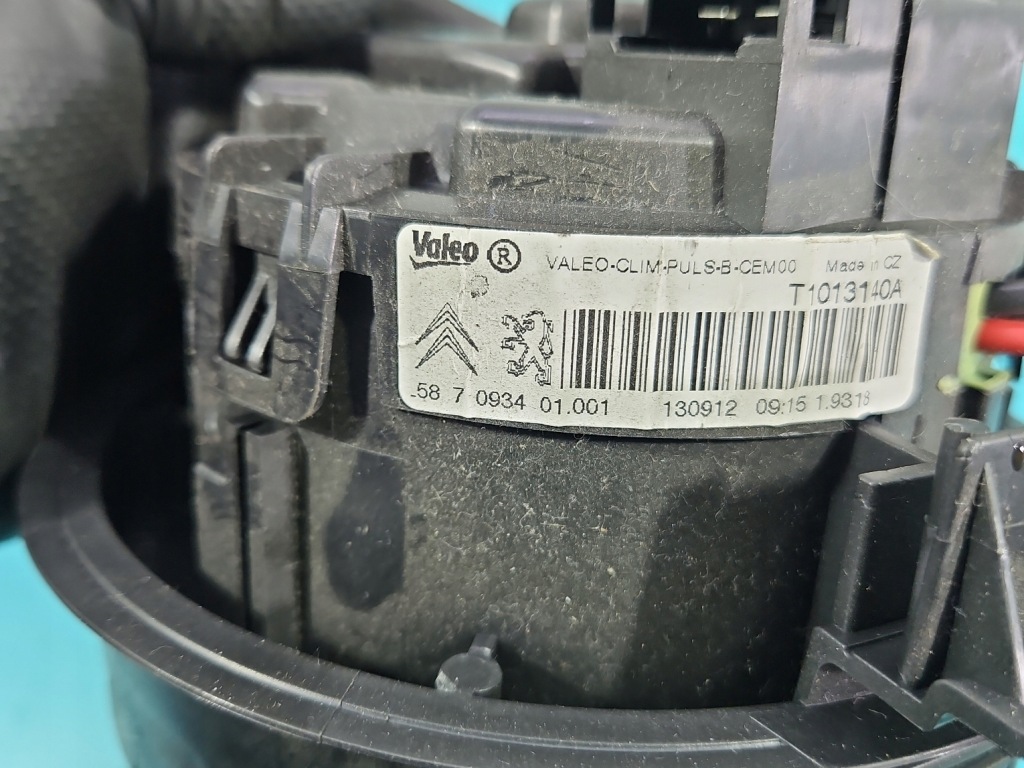 Valeo ® VALEO-CLIM-PULS-B-CEM00 Made in CZ
T1013140A
58 7 0934 01.001 130912 09:15 1.9318